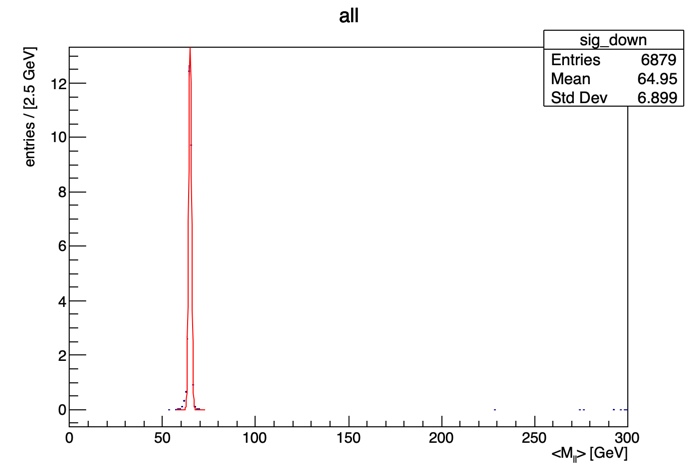 all
sig_down
Entries 6879
Mean 64.95
Std Dev 6.899
entries / [2.5 GeV]
12
10
8
6
4
2
0
0 50 100 150 200 250 300
<M_ll> [GeV]